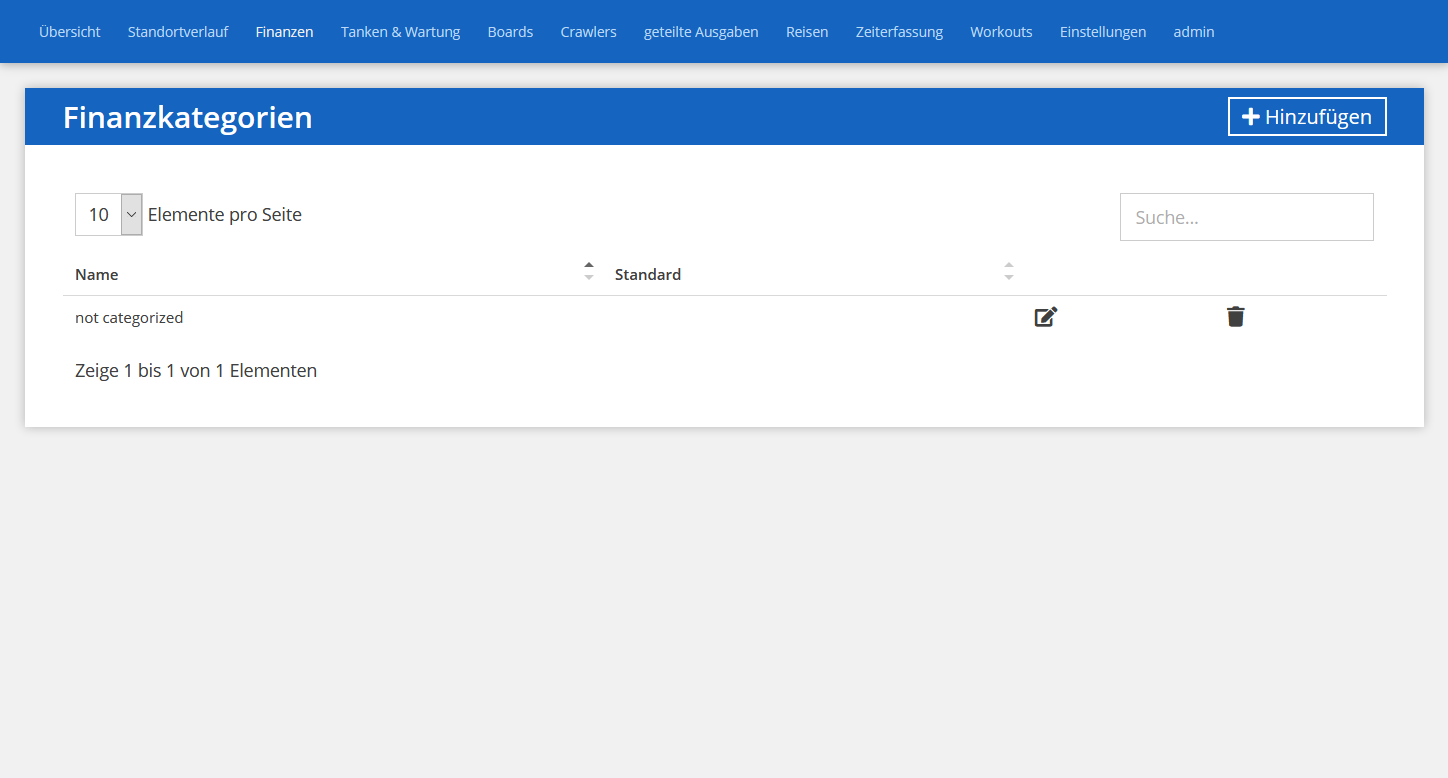 Übersicht Standortverlauf Finanzen Tanken & Wartung Boards Crawlers geteilte Ausgaben Reisen Zeiterfassung Workouts Einstellungen admin
Finanzkategorien Hinzufügen
10 Elemente pro Seite Suche...
Name Standard
not categorized
Zeige 1 bis 1 von 1 Elementen